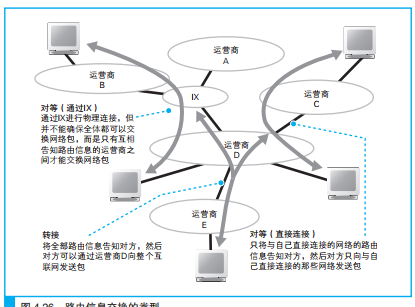 运营商
A
运营商
B
IX
运营商
C
对等（通过IX）
通过IX进行物理连接，但
并不能确保全体都可以交
换网络包，而是只有互相
告知路由信息的运营商之
间才能交换网络包
运营商
D
转接
将全部路由信息告知对方，然后
对方可以通过运营商D向整个互
联网发送包
运营商
E
对等（直接连接）
只将与自己直接连接的网络的路由
信息告知对方，然后对方只向与自
己直接连接的那些网络发送包
图 4.26 路由信息交换的类型